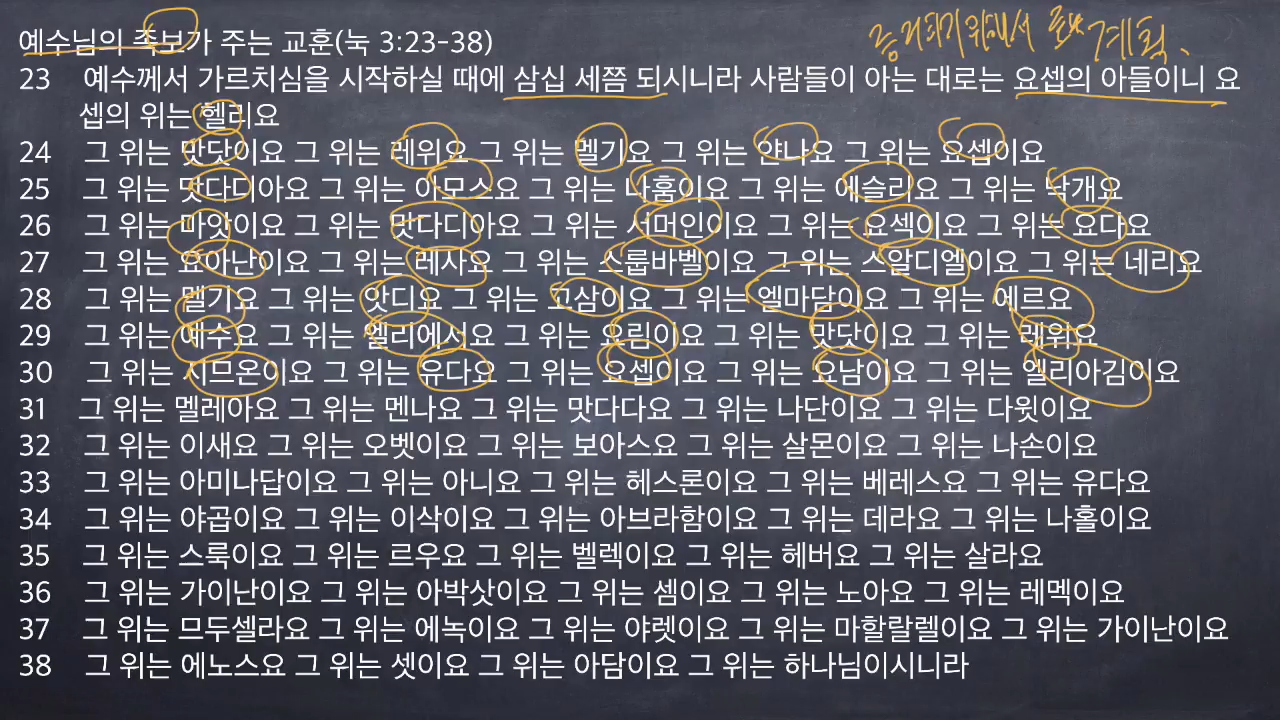 예수님의 족보가 주는 교훈(눅 3:23-38)
증거되기 위해서 계획.
23 예수께서 가르치심을 시작하실 때에 삼십 세쯤 되시니라 사람들이 아는 대로는 요셉의 아들이니 요
셉의 위는 헬리요
24 그 위는 맛닷이요 그 위는 레위요 그 위는 멜기요 그 위는 얀나요 그 위는 요셉이요
25 그 위는 맛다디아요 그 위는 아모스요 그 위는 나훔이요 그 위는 에슬리요 그 위는 낙개요
26 그 위는 마앗이요 그 위는 맛다디아요 그 위는 서머인이요 그 위는 요섹이요 그 위는 요다요
27 그 위는 요아난이요 그 위는 레사요 그 위는 스룹바벨이요 그 위는 스알디엘이요 그 위는 네리요
28 그 위는 멜기요 그 위는 앗디요 그 위는 고삼이요 그 위는 엘마담이요 그 위는 에르요
29 그 위는 예수요 그 위는 엘리에서요 그 위는 요림이요 그 위는 맛닷이요 그 위는 레위요
30 그 위는 시므온이요 그 위는 유다요 그 위는 요셉이요 그 위는 요남이요 그 위는 엘리아김이요
31 그 위는 멜레아요 그 위는 멘나요 그 위는 맛다다요 그 위는 나단이요 그 위는 다윗이요
32 그 위는 이새요 그 위는 오벳이요 그 위는 보아스요 그 위는 살몬이요 그 위는 나손이요
33 그 위는 아미나답이요 그 위는 아니요 그 위는 헤스론이요 그 위는 베레스요 그 위는 유다요
34 그 위는 야곱이요 그 위는 이삭이요 그 위는 아브라함이요 그 위는 데라요 그 위는 나홀이요
35 그 위는 스룩이요 그 위는 르우요 그 위는 벨렉이요 그 위는 헤버요 그 위는 살라요
36 그 위는 가이난이요 그 위는 아박삿이요 그 위는 셈이요 그 위는 노아요 그 위는 레멕이요
37 그 위는 므두셀라요 그 위는 에녹이요 그 위는 야렛이요 그 위는 마할랄렐이요 그 위는 가이난이요
38 그 위는 에노스요 그 위는 셋이요 그 위는 아담이요 그 위는 하나님이시니라